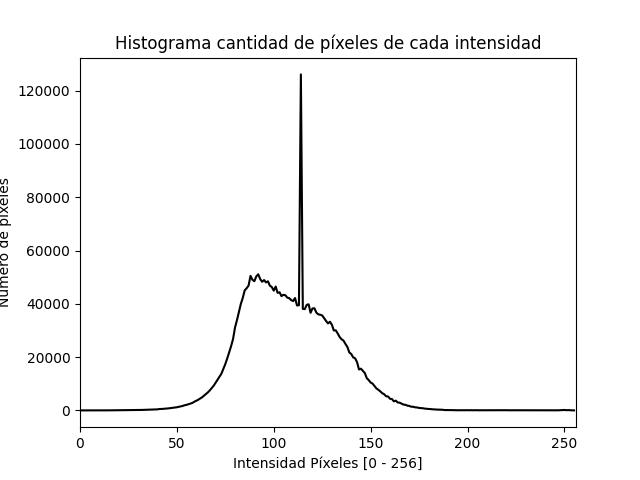 Histograma cantidad de píxeles de cada intensidad
120000
100000
80000
60000
40000
20000
0
Número de píxeles
0 50 100 150 200 250
Intensidad Píxeles [0 - 256]